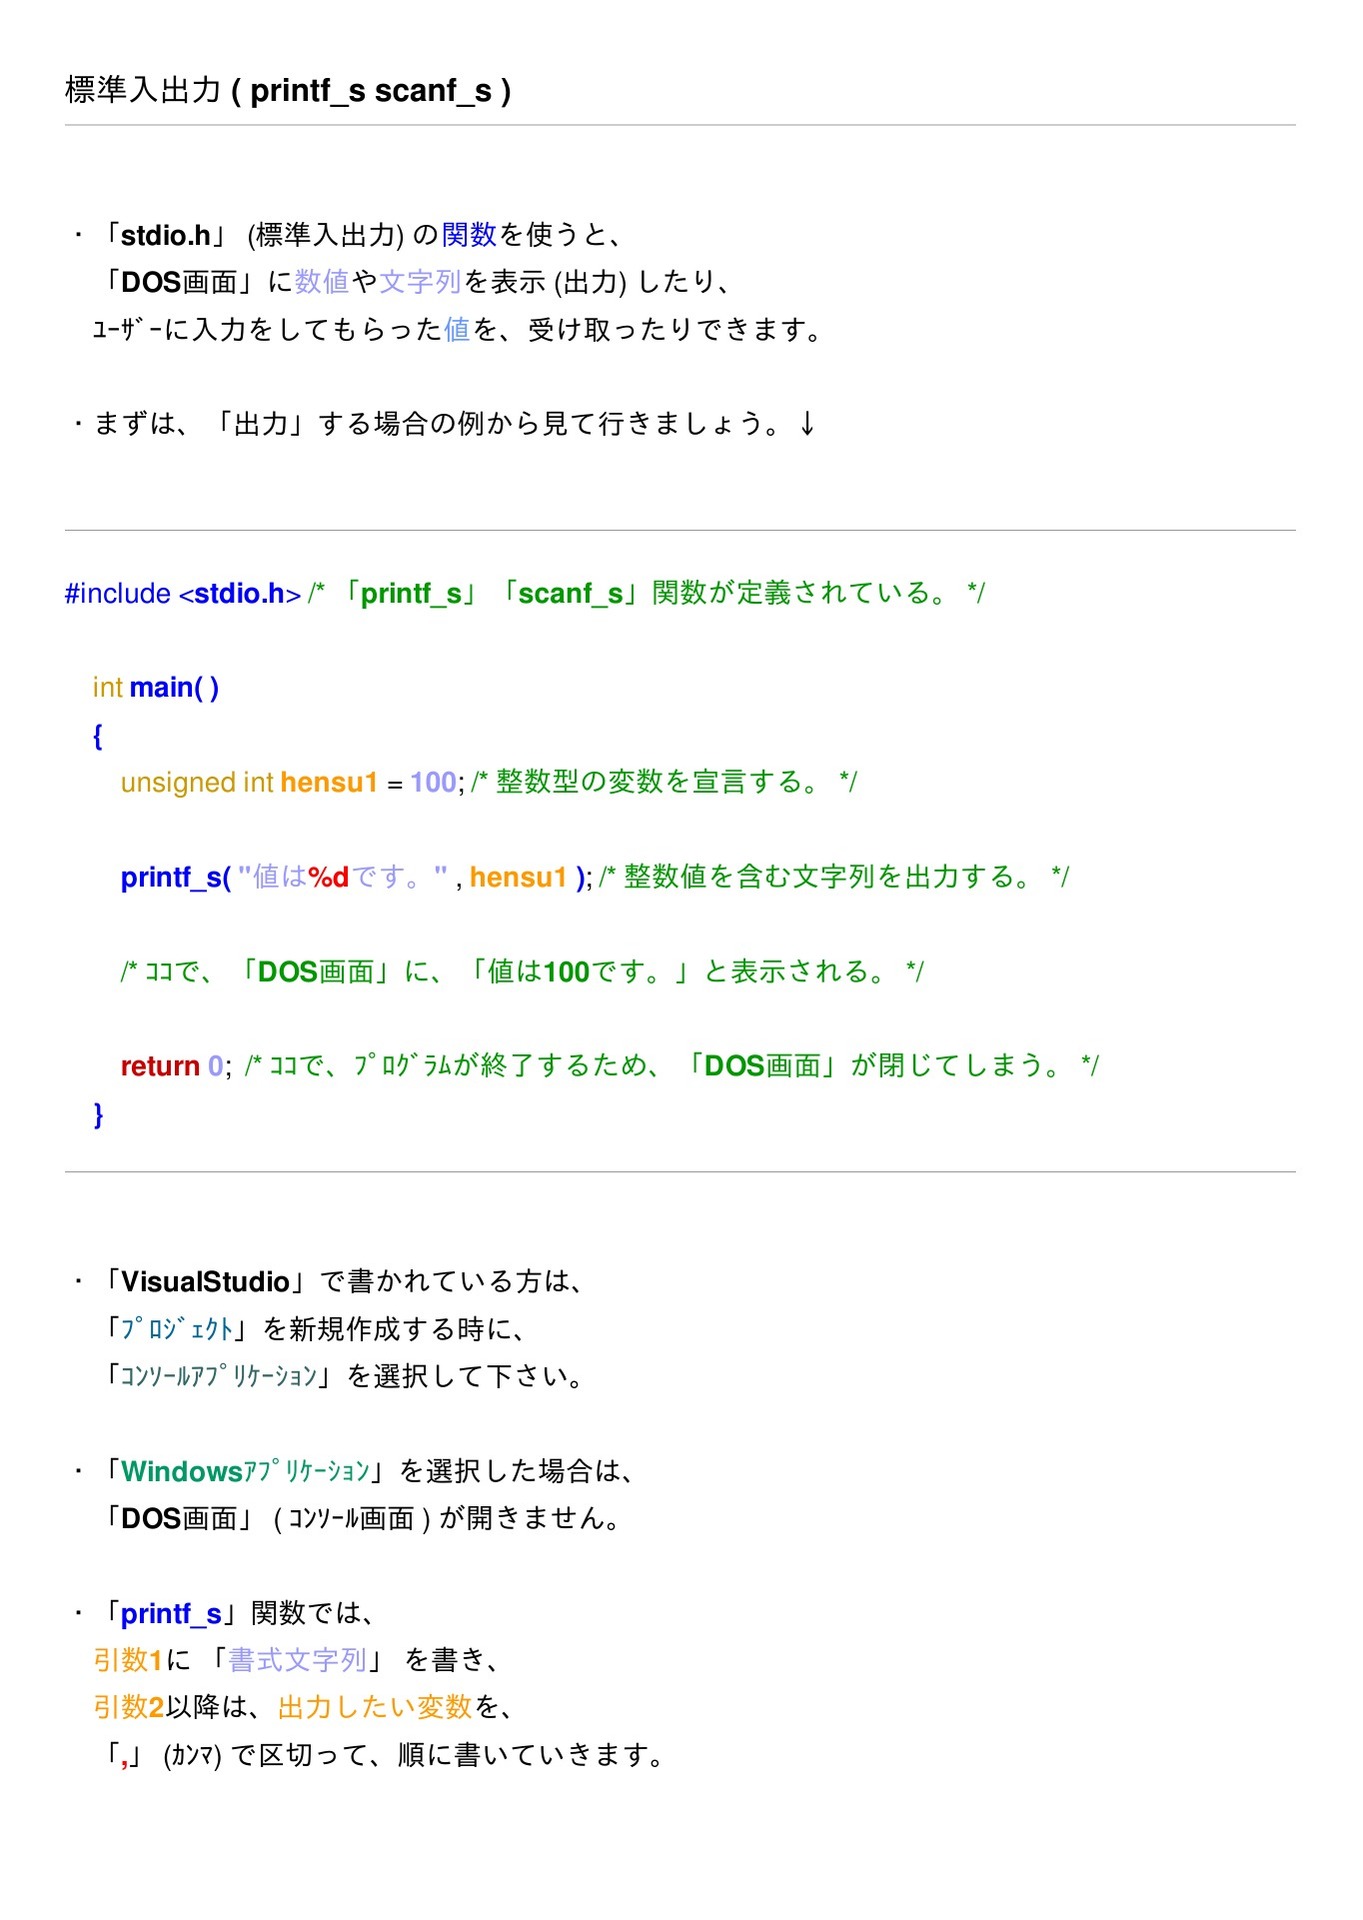 標準入出力 ( printf_s scanf_s )
・「stdio.h」 (標準入出力) の関数を使うと、
「DOS画面」に数値や文字列を表示 (出力) したり、
ﾕｰｻﾞｰに入力をしてもらった値を、受け取ったりできます。
・まずは、「出力」する場合の例から見て行きましょう。↓
#include <stdio.h> /* 「printf_s」「scanf_s」関数が定義されている。 */
int main( )
{
unsigned int hensu1 = 100; /* 整数型の変数を宣言する。 */
printf_s( "値は%dです。" , hensu1 ); /* 整数値を含む文字列を出力する。 */
/* ｺｺで、「DOS画面」に、「値は100です。」と表示される。 */
return 0; /* ｺｺで、ﾌﾟﾛｸﾞﾗﾑが終了するため、「DOS画面」が閉じてしまう。 */
}
・「VisualStudio」で書かれている方は、
「ﾌﾟﾛｼﾞｪｸﾄ」を新規作成する時に、
「ｺﾝｿｰﾙｱﾌﾟﾘｹｰｼｮﾝ」を選択して下さい。
・「Windowsｱﾌﾟﾘｹｰｼｮﾝ」を選択した場合は、
「DOS画面」 ( ｺﾝｿｰﾙ画面 ) が開きません。
・「printf_s」関数では、
引数1に 「書式文字列」 を書き、
引数2以降は、出力したい変数を、
「,」 (ｶﾝﾏ) で区切って、順に書いていきます。